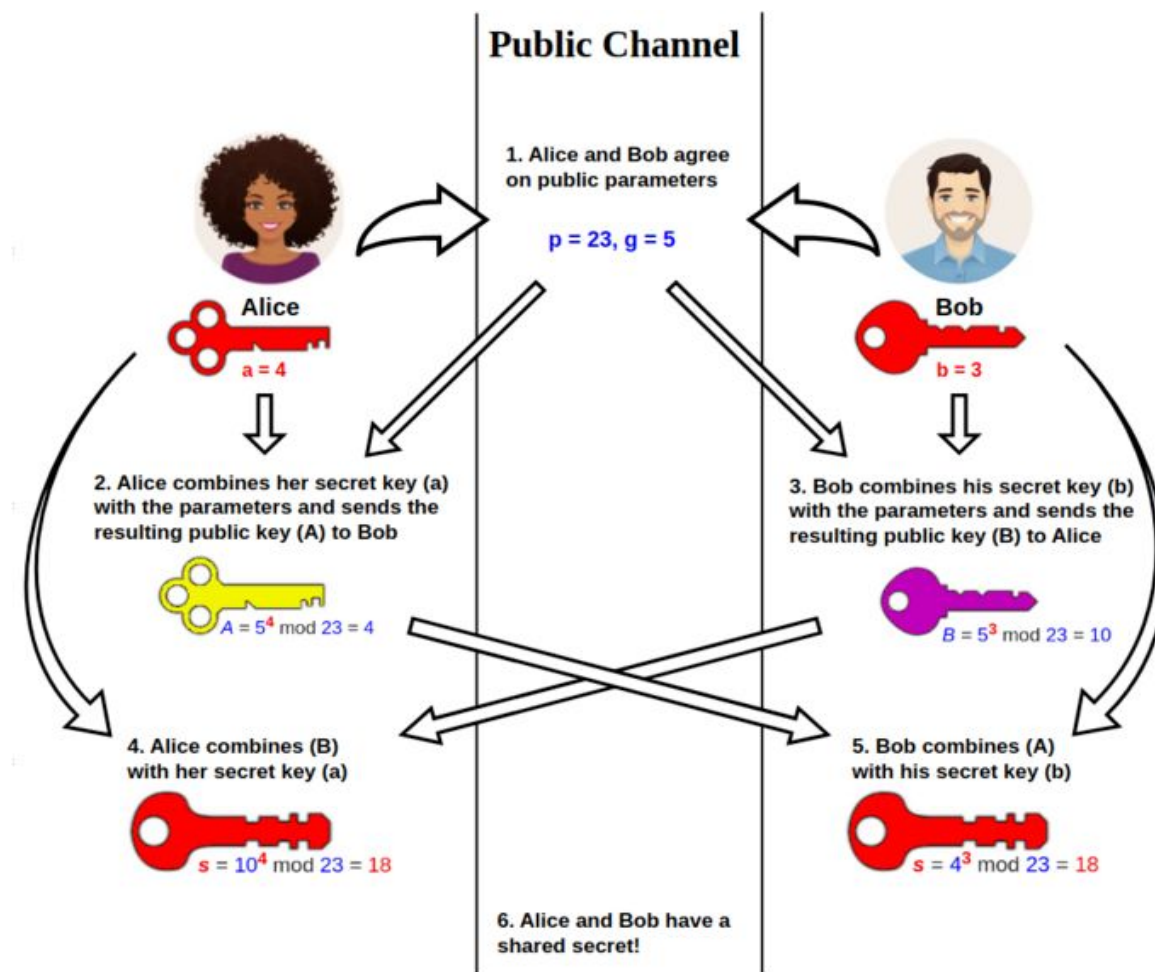 Public Channel
1. Alice and Bob agree
on public parameters
p = 23, g = 5
Alice
a = 4
Bob
b = 3
2. Alice combines her secret key (a)
with the parameters and sends the
resulting public key (A) to Bob
A = 5⁴ mod 23 = 4
3. Bob combines his secret key (b)
with the parameters and sends the
resulting public key (B) to Alice
B = 5³ mod 23 = 10
4. Alice combines (B)
with her secret key (a)
s = 10⁴ mod 23 = 18
5. Bob combines (A)
with his secret key (b)
s = 4³ mod 23 = 18
6. Alice and Bob have a
shared secret!